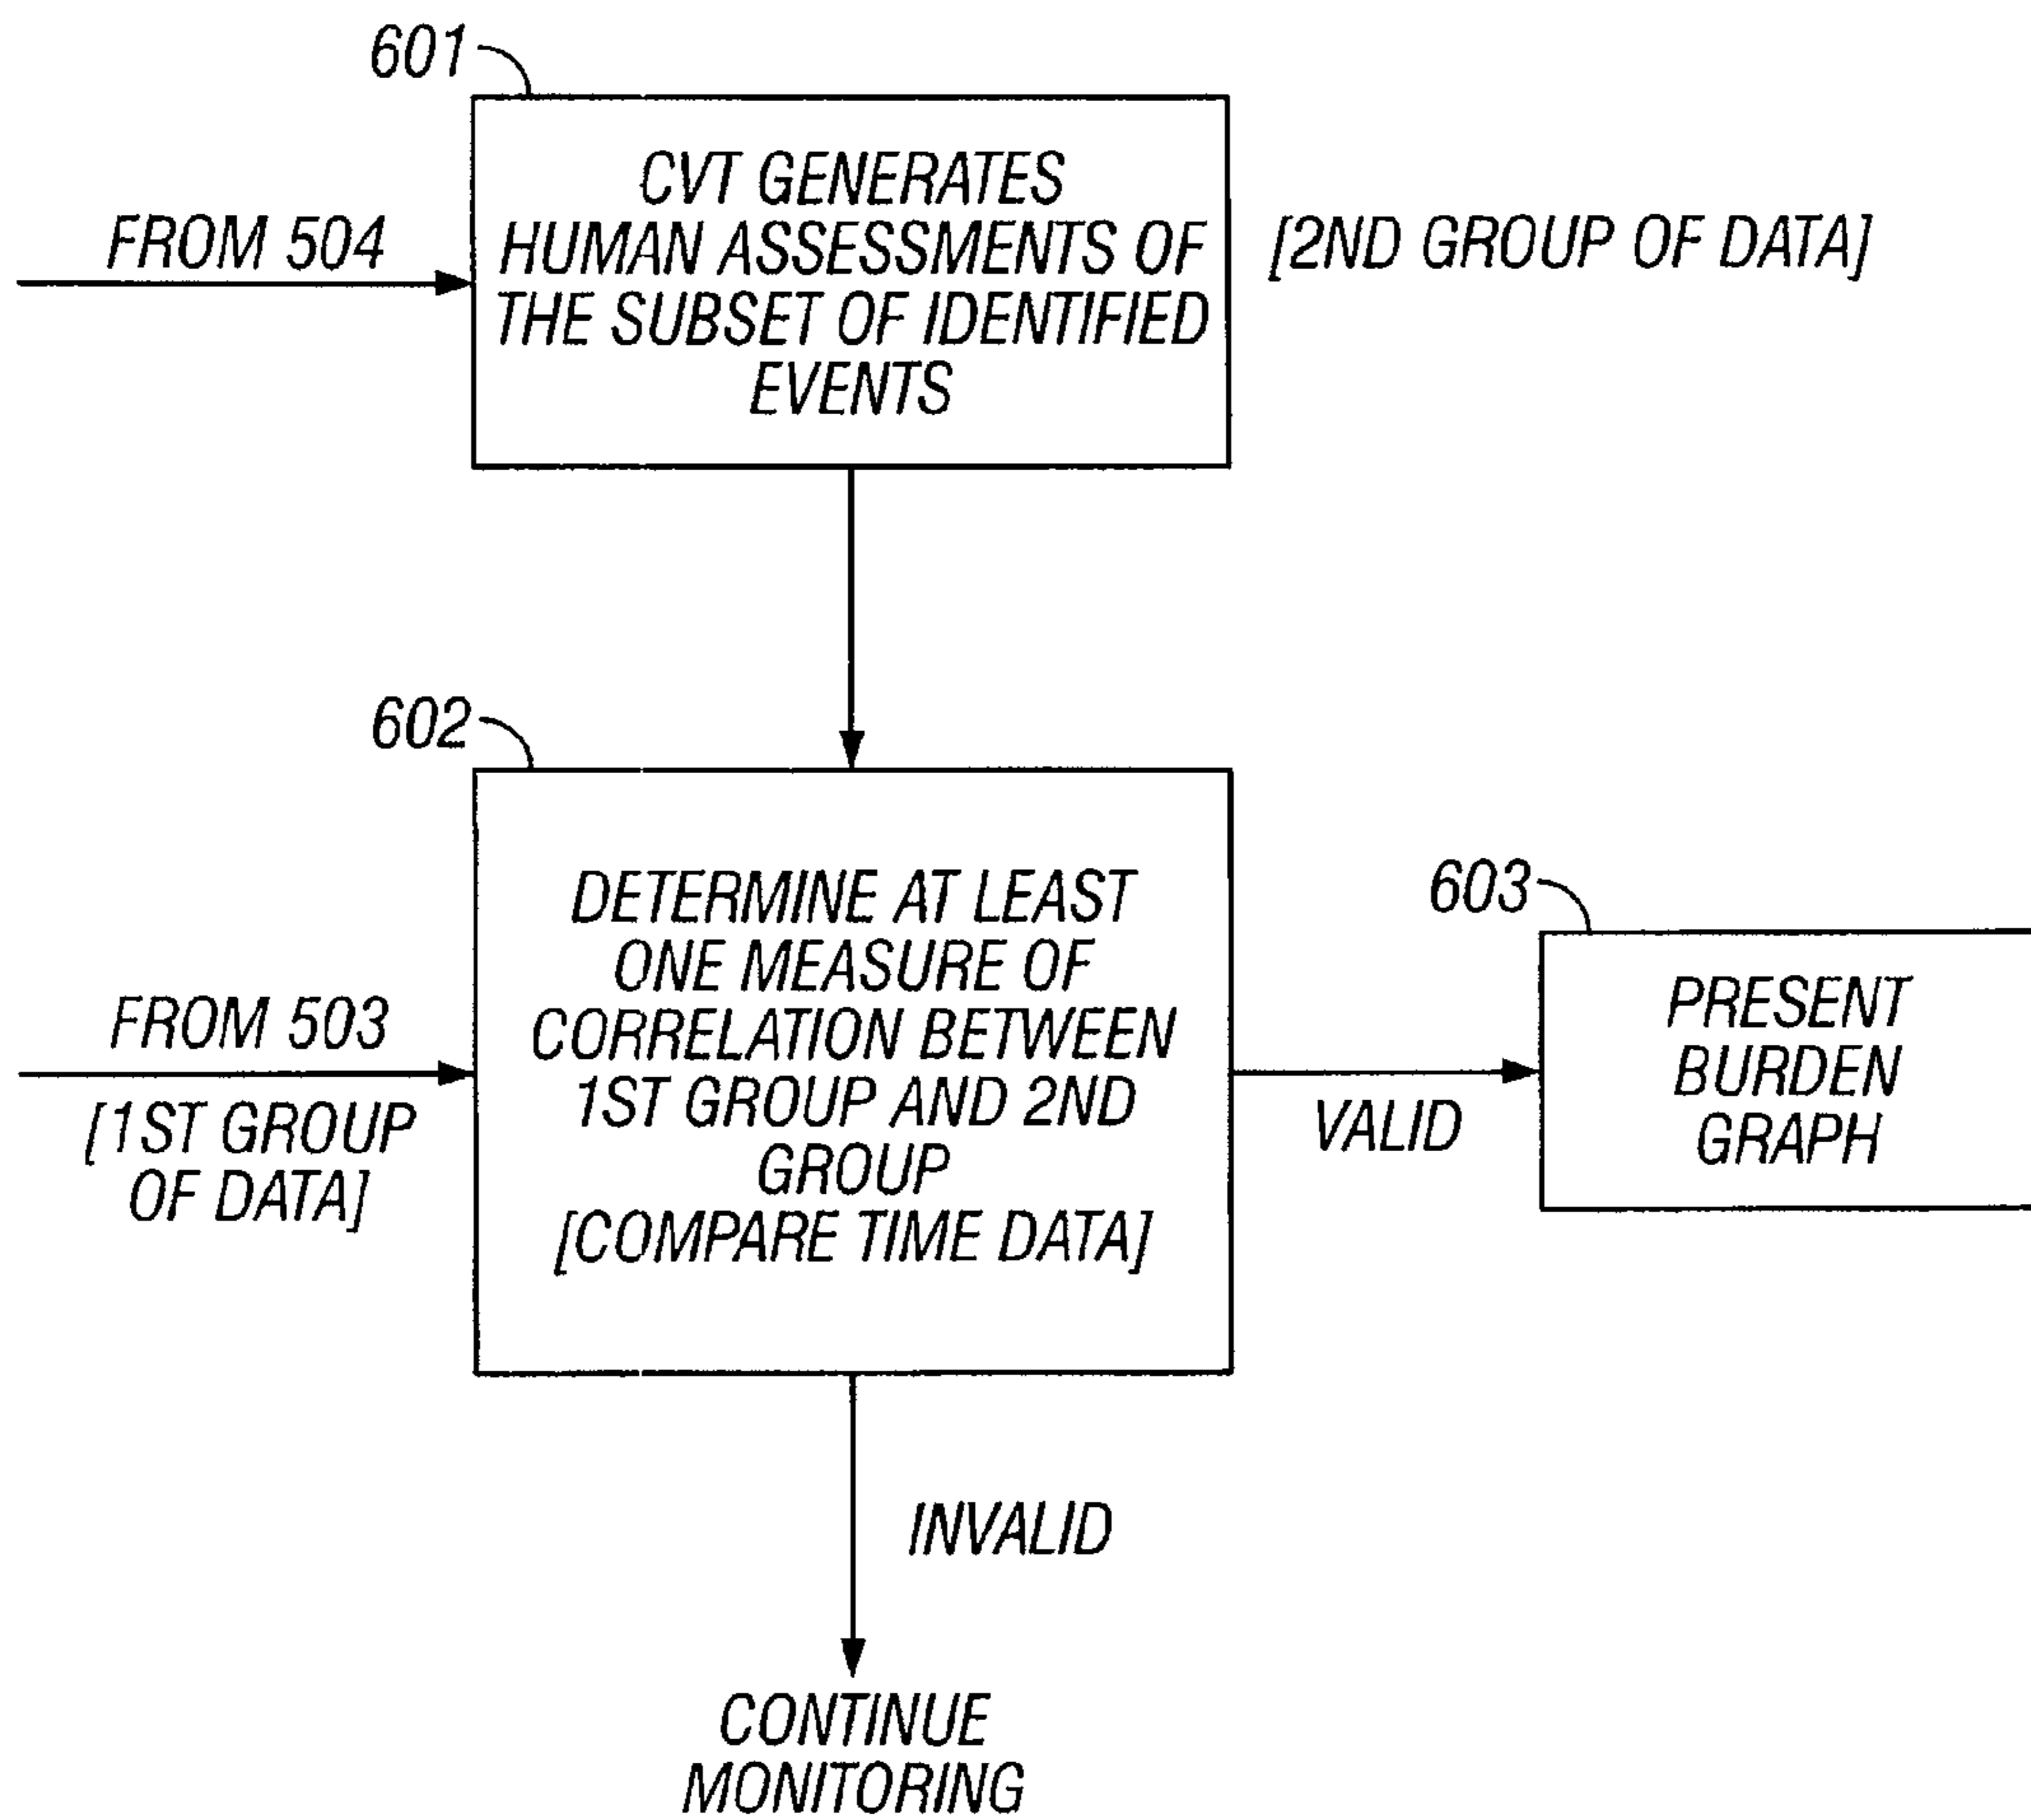 601
CVT GENERATES
HUMAN ASSESSMENTS OF
THE SUBSET OF IDENTIFIED
EVENTS
FROM 504
[2ND GROUP OF DATA]
602
DETERMINE AT LEAST
ONE MEASURE OF
CORRELATION BETWEEN
1ST GROUP AND 2ND
GROUP
[COMPARE TIME DATA]
FROM 503
[1ST GROUP
OF DATA]
VALID
603
PRESENT
BURDEN
GRAPH
INVALID
CONTINUE
MONITORING